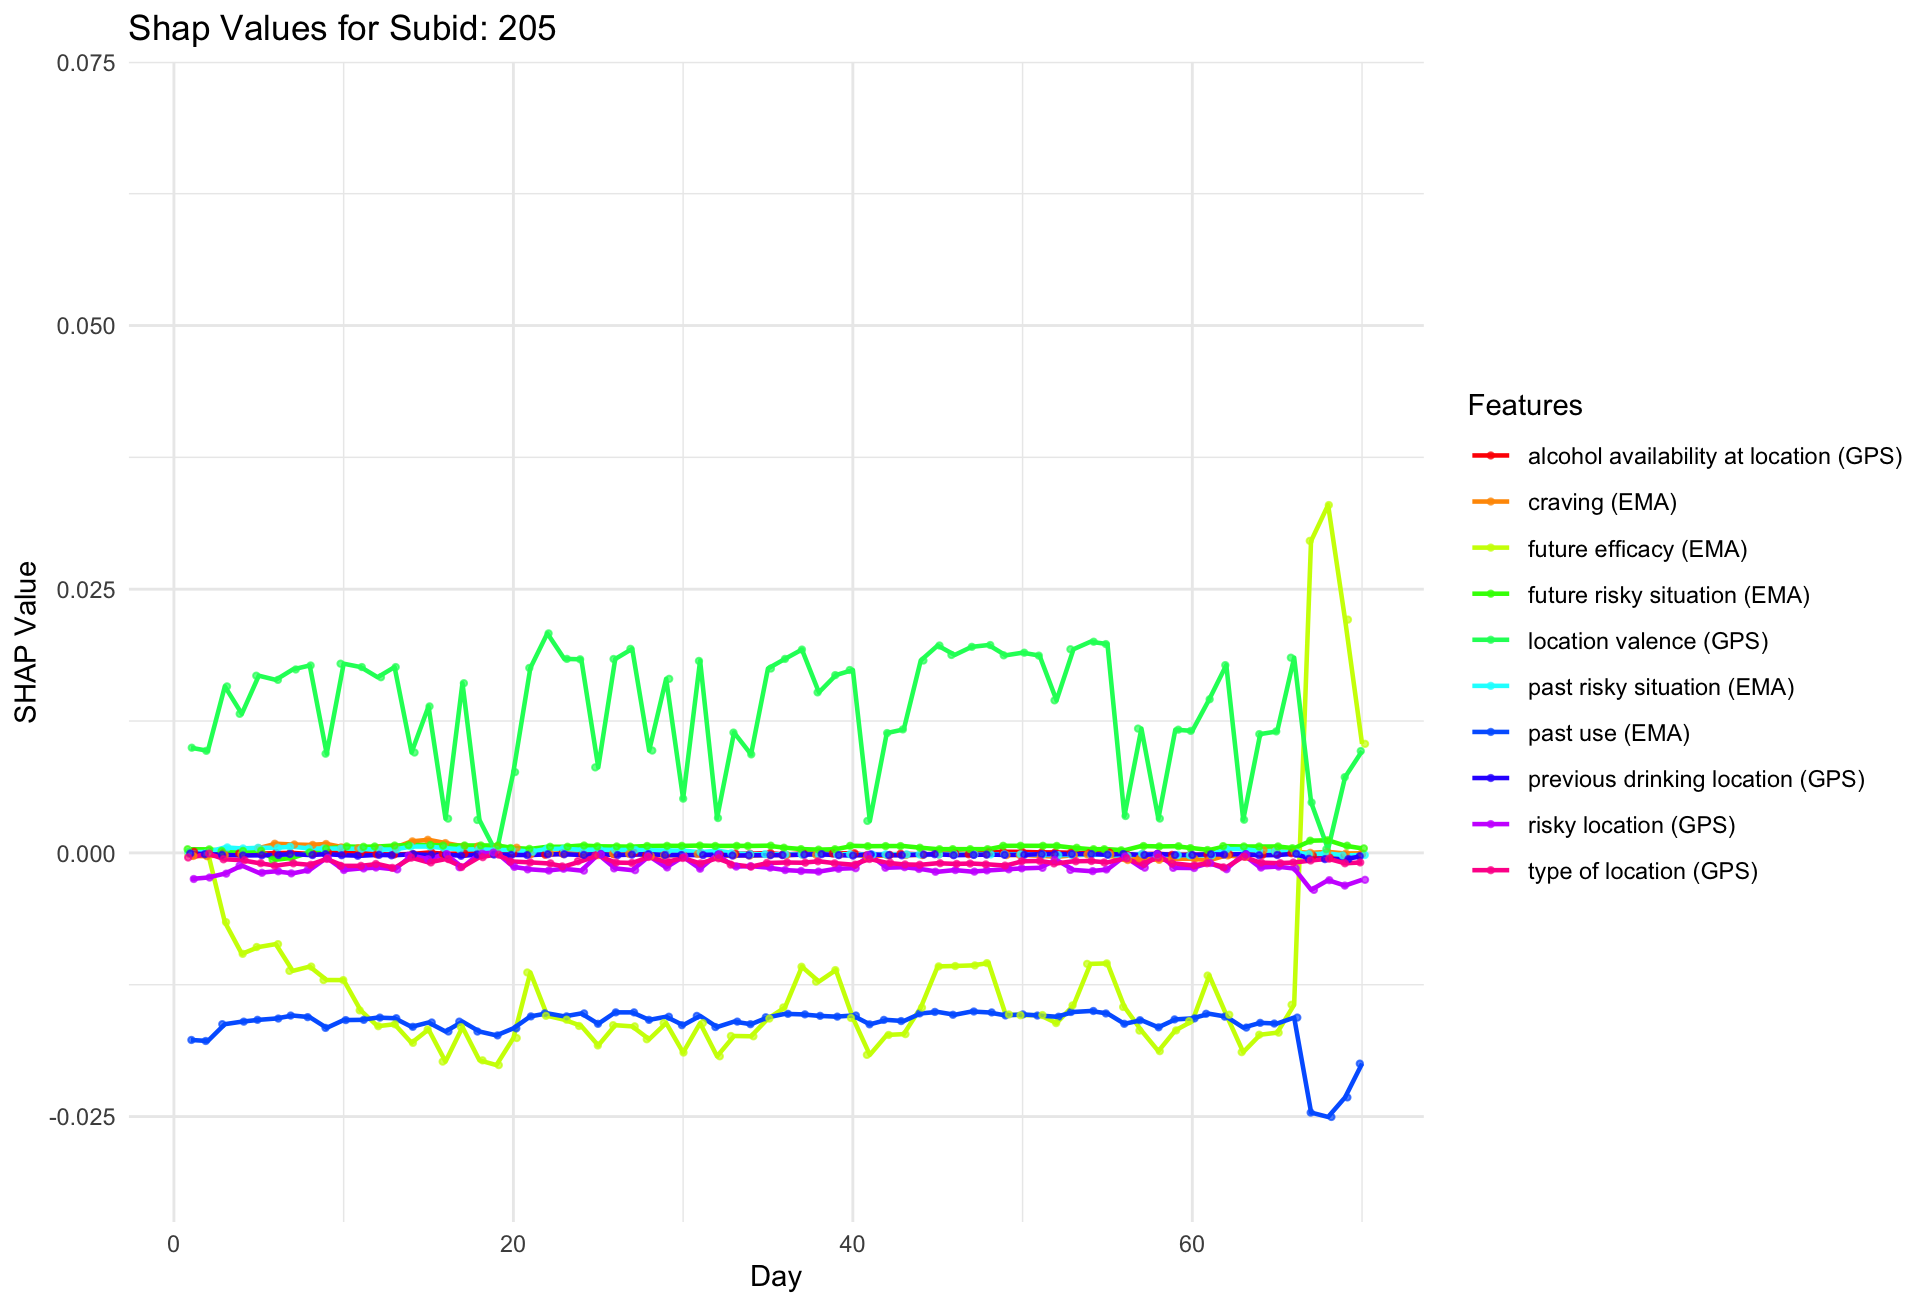 Shap Values for Subid: 205
0.075
0.050
0.025
0.000
-0.025
SHAP Value
0
20
40
60
Day
Features
alcohol availability at location (GPS)
craving (EMA)
future efficacy (EMA)
future risky situation (EMA)
location valence (GPS)
past risky situation (EMA)
past use (EMA)
previous drinking location (GPS)
risky location (GPS)
type of location (GPS)